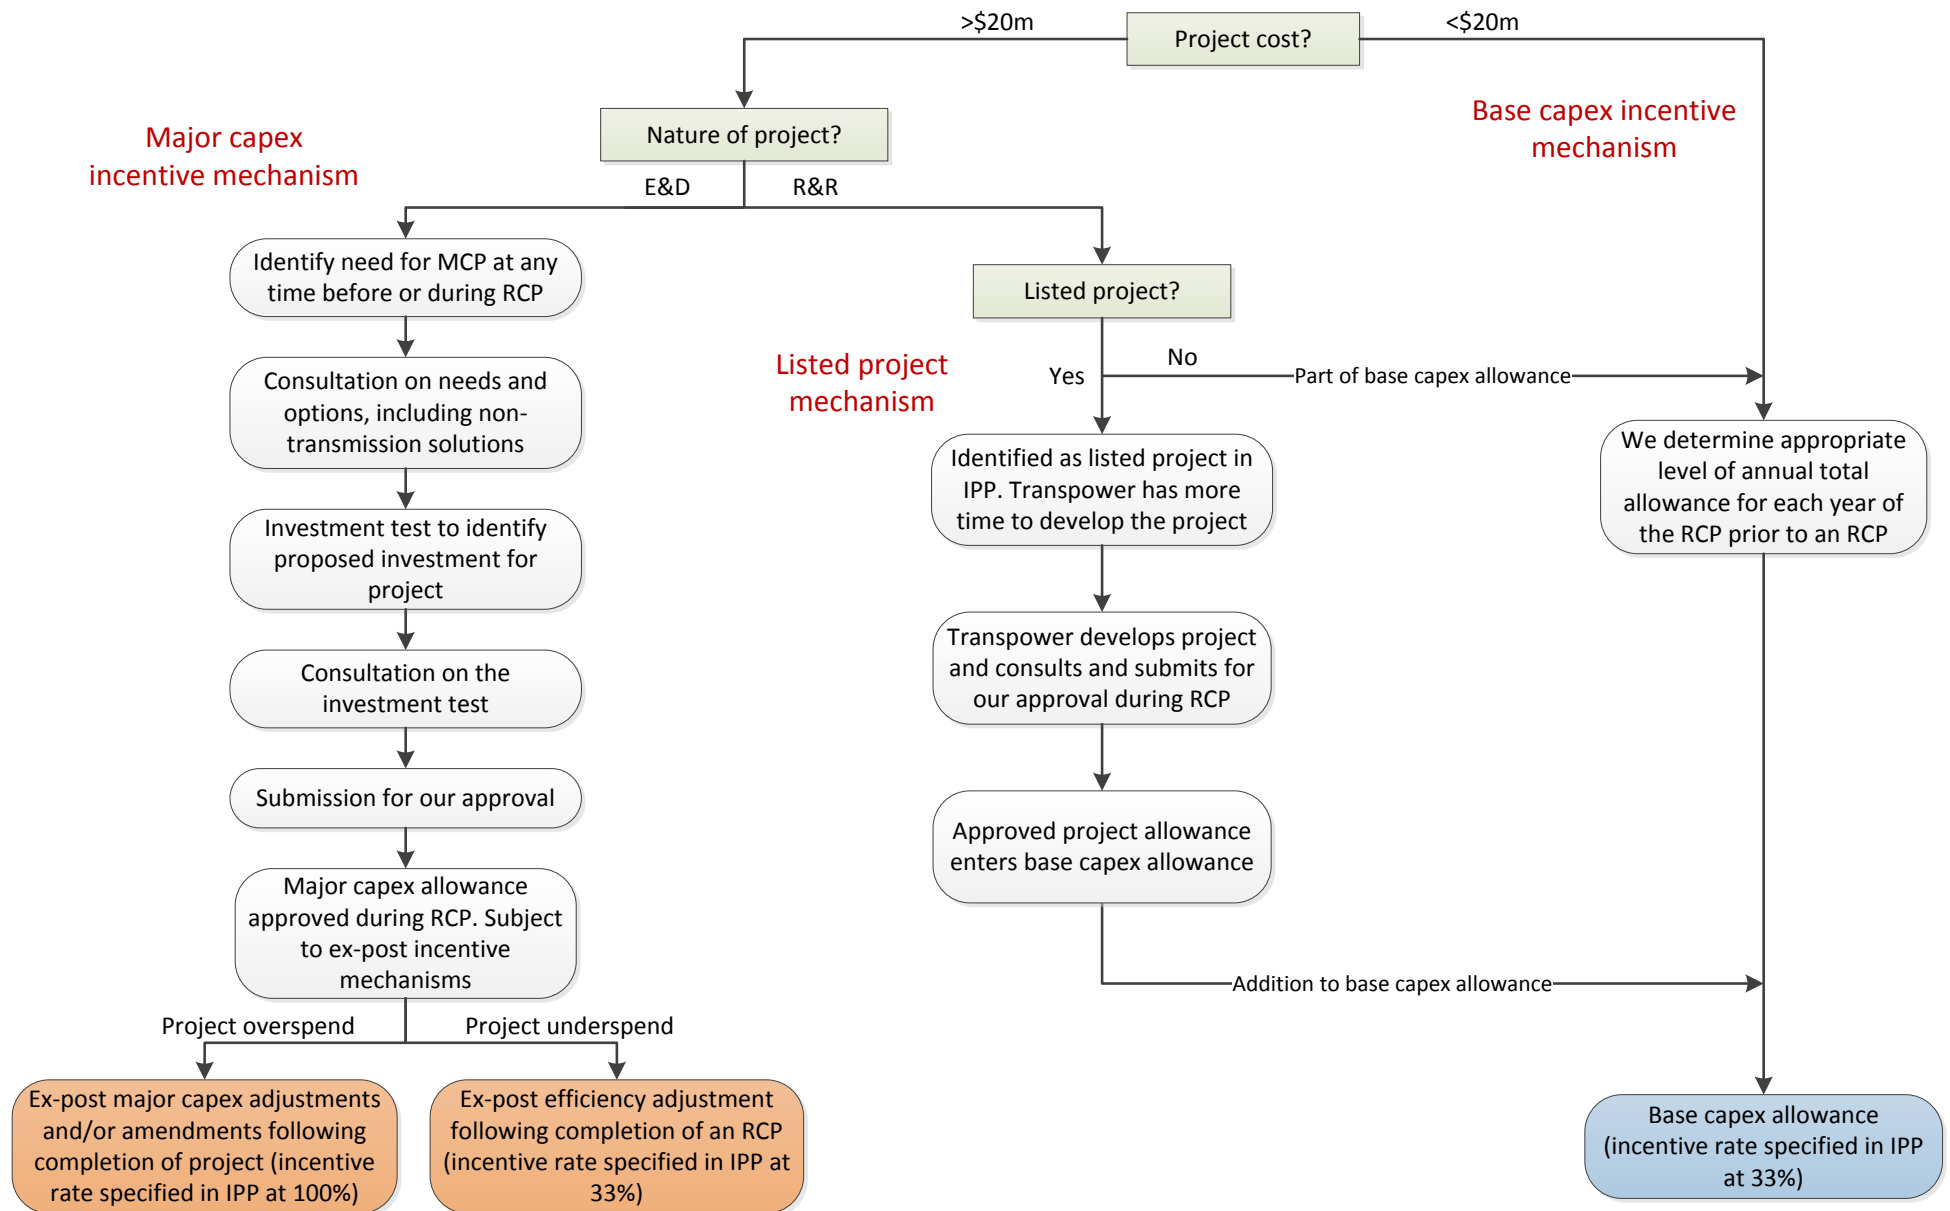 >$20m
Project cost?
<$20m
Nature of project?
Major capex
incentive mechanism
Base capex incentive
mechanism
E&D
R&R
Identify need for MCP at any
time before or during RCP
Listed project?
Consultation on needs and
options, including non-
transmission solutions
Listed project
mechanism
Yes
No
Part of base capex allowance
Identified as listed project in
IPP. Transpower has more
time to develop the project
We determine appropriate
level of annual total
allowance for each year of
the RCP prior to an RCP
Investment test to identify
proposed investment for
project
Consultation on the
investment test
Transpower develops project
and consults and submits for
our approval during RCP
Submission for our approval
Approved project allowance
enters base capex allowance
Major capex allowance
approved during RCP. Subject
to ex-post incentive
mechanisms
Addition to base capex allowance
Project overspend
Project underspend
Ex-post major capex adjustments
and/or amendments following
completion of project (incentive
rate specified in IPP at 100%)
Ex-post efficiency adjustment
following completion of an RCP
(incentive rate specified in IPP at
33%)
Base capex allowance
(incentive rate specified in IPP
at 33%)